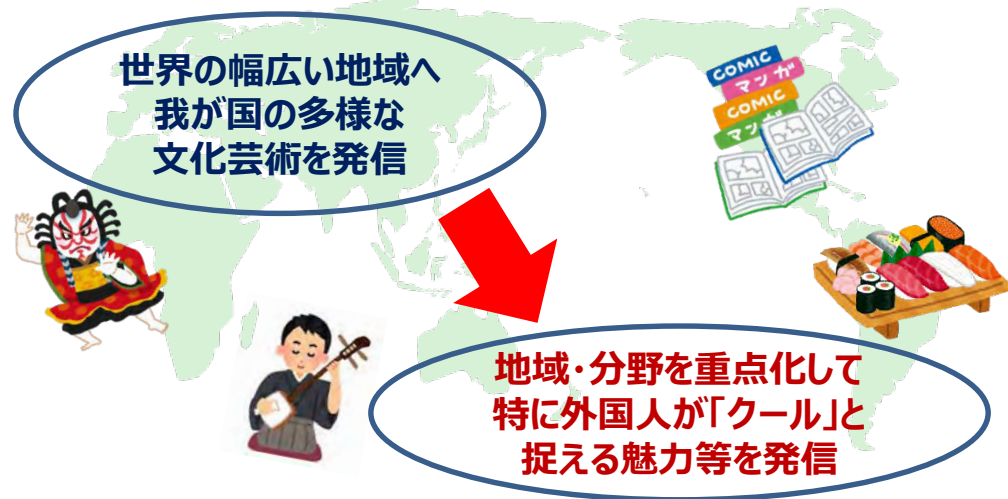 世界の幅広い地域へ
我が国の多様な
文化芸術を発信
COMIC
マンガ
COMIC
マンガ
地域・分野を重点化して
特に外国人が「クール」と
捉える魅力等を発信